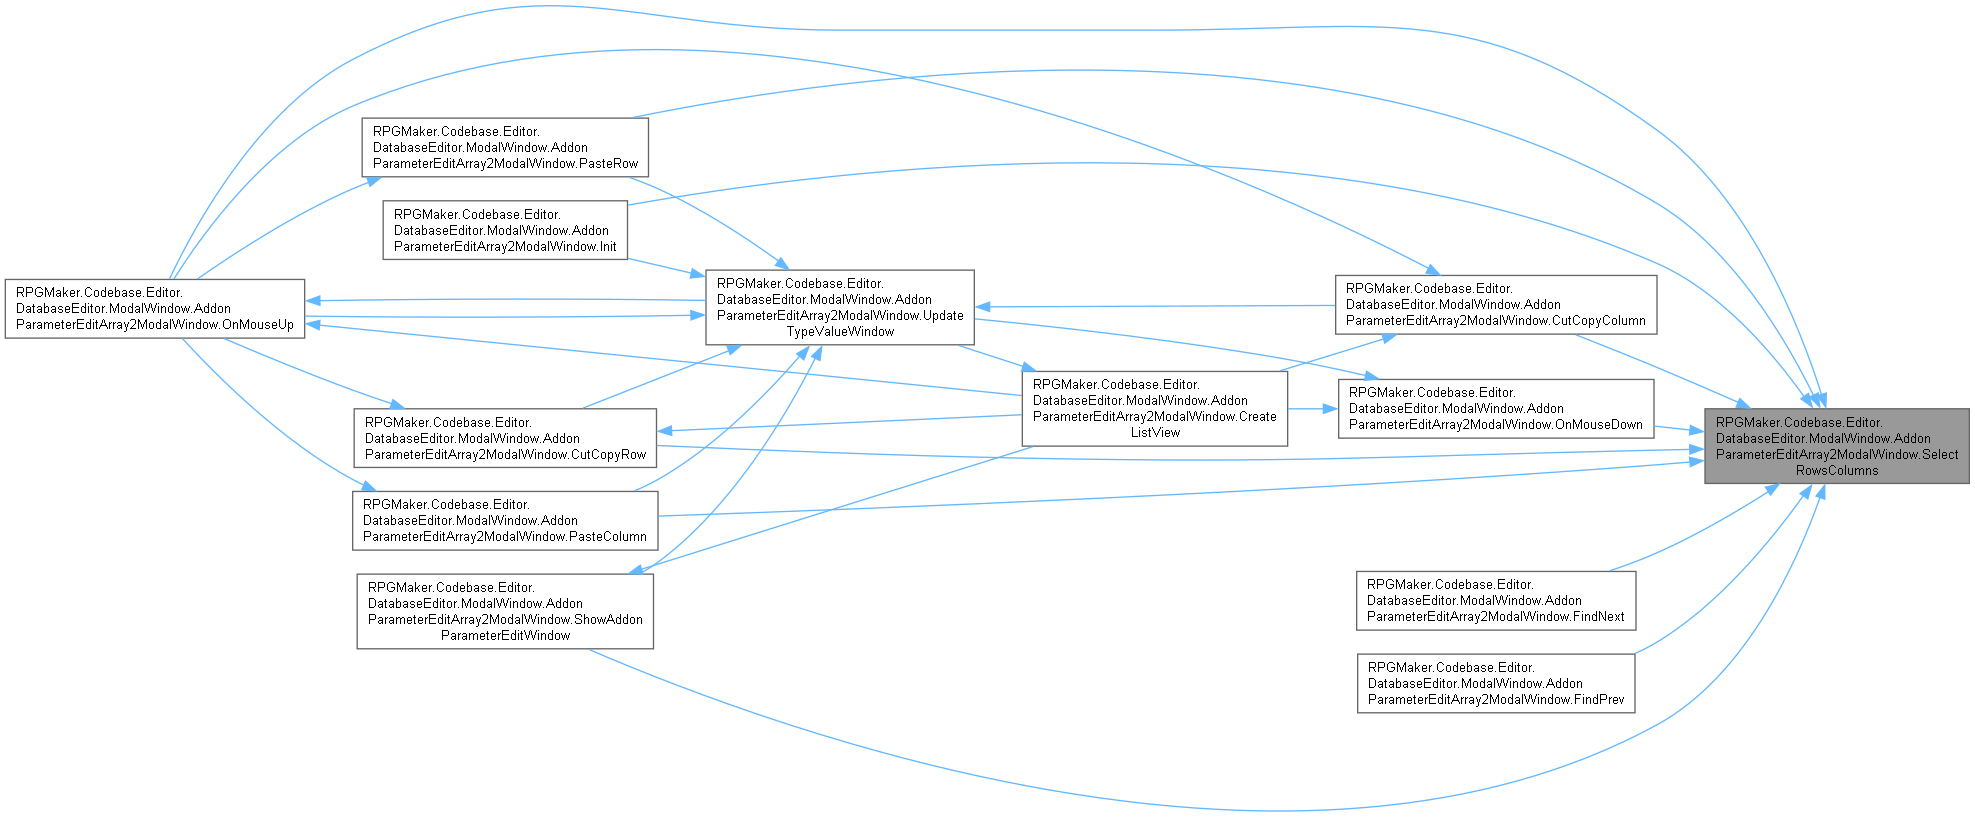 RPGMaker.Codebase.Editor.
DatabaseEditor.ModalWindow.Addon
ParameterEditArray2ModalWindow.PasteRow
RPGMaker.Codebase.Editor.
DatabaseEditor.ModalWindow.Addon
ParameterEditArray2ModalWindow.Init
RPGMaker.Codebase.Editor.
DatabaseEditor.ModalWindow.Addon
ParameterEditArray2ModalWindow.OnMouseUp
RPGMaker.Codebase.Editor.
DatabaseEditor.ModalWindow.Addon
ParameterEditArray2ModalWindow.Update
TypeValueWindow
RPGMaker.Codebase.Editor.
DatabaseEditor.ModalWindow.Addon
ParameterEditArray2ModalWindow.CutCopyColumn
RPGMaker.Codebase.Editor.
DatabaseEditor.ModalWindow.Addon
ParameterEditArray2ModalWindow.Create
ListView
RPGMaker.Codebase.Editor.
DatabaseEditor.ModalWindow.Addon
ParameterEditArray2ModalWindow.OnMouseDown
RPGMaker.Codebase.Editor.
DatabaseEditor.ModalWindow.Addon
ParameterEditArray2ModalWindow.Select
RowsColumns
RPGMaker.Codebase.Editor.
DatabaseEditor.ModalWindow.Addon
ParameterEditArray2ModalWindow.CutCopyRow
RPGMaker.Codebase.Editor.
DatabaseEditor.ModalWindow.Addon
ParameterEditArray2ModalWindow.PasteColumn
RPGMaker.Codebase.Editor.
DatabaseEditor.ModalWindow.Addon
ParameterEditArray2ModalWindow.ShowAddon
ParameterEditWindow
RPGMaker.Codebase.Editor.
DatabaseEditor.ModalWindow.Addon
ParameterEditArray2ModalWindow.FindNext
RPGMaker.Codebase.Editor.
DatabaseEditor.ModalWindow.Addon
ParameterEditArray2ModalWindow.FindPrev